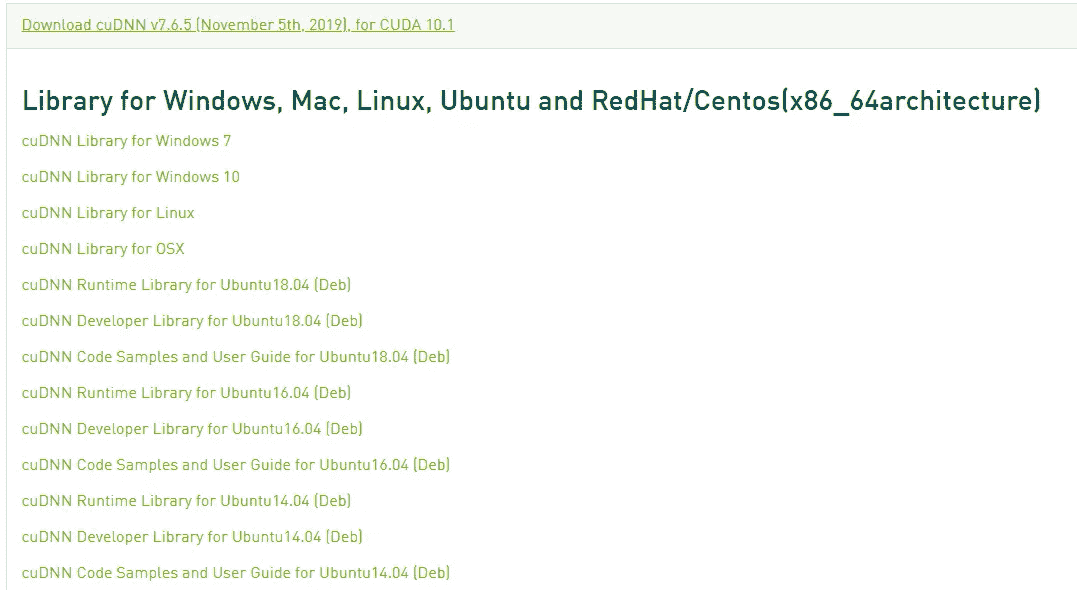 Download cuDNN v7.6.5 (November 5th, 2019), for CUDA 10.1
Library for Windows, Mac, Linux, Ubuntu and RedHat/Centos(x86_64architecture)
cuDNN Library for Windows 7
cuDNN Library for Windows 10
cuDNN Library for Linux
cuDNN Library for OSX
cuDNN Runtime Library for Ubuntu18.04 (Deb)
cuDNN Developer Library for Ubuntu18.04 (Deb)
cuDNN Code Samples and User Guide for Ubuntu18.04 (Deb)
cuDNN Runtime Library for Ubuntu16.04 (Deb)
cuDNN Developer Library for Ubuntu16.04 (Deb)
cuDNN Code Samples and User Guide for Ubuntu16.04 (Deb)
cuDNN Runtime Library for Ubuntu14.04 (Deb)
cuDNN Developer Library for Ubuntu14.04 (Deb)
cuDNN Code Samples and User Guide for Ubuntu14.04 (Deb)